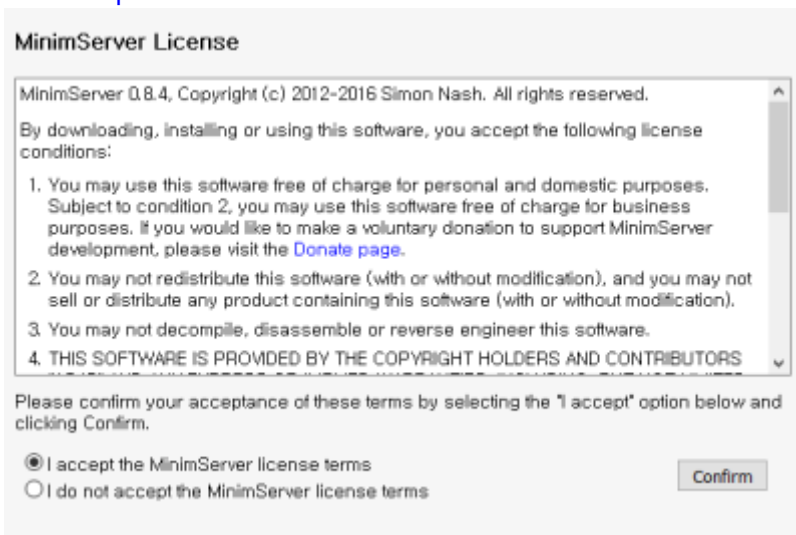 MinimServer License
MinimServer 0.8.4, Copyright (c) 2012-2016 Simon Nash. All rights reserved.
By downloading, installing or using this software, you accept the following license
conditions:
1. You may use this software free of charge for personal and domestic purposes.
Subject to condition 2, you may use this software free of charge for business
purposes. If you would like to make a voluntary donation to support MinimServer
development, please visit the Donate page.
2. You may not redistribute this software (with or without modification), and you may not
sell or distribute any product containing this software (with or without modification).
3. You may not decompile, disassemble or reverse engineer this software.
4. THIS SOFTWARE IS PROVIDED BY THE COPYRIGHT HOLDERS AND CONTRIBUTORS
Please confirm your acceptance of these terms by selecting the "I accept" option below and
clicking Confirm.
I accept the MinimServer license terms
Confirm
I do not accept the MinimServer license terms